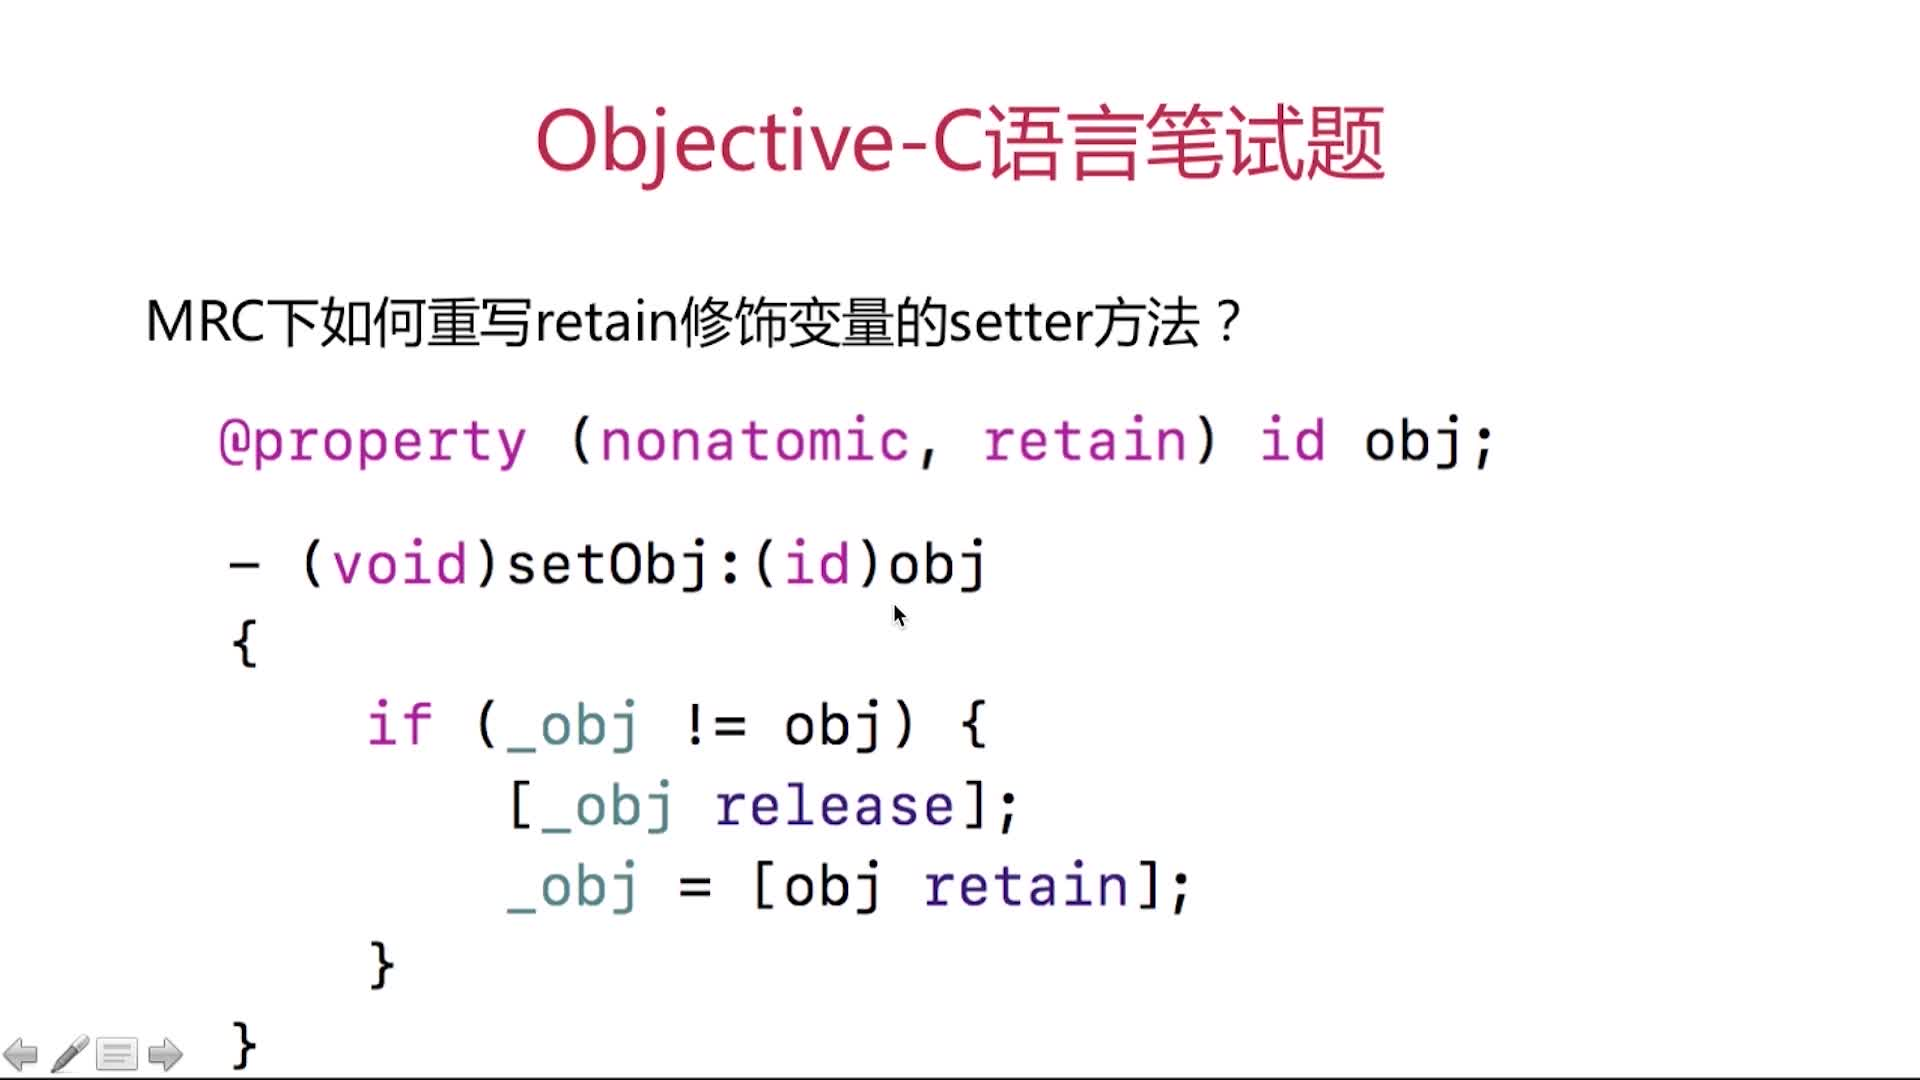 Objective-C语言笔试题
MRC下如何重写retain修饰变量的setter方法？
@property (nonatomic, retain) id obj;
- (void)setObj:(id)obj
{
if (_obj != obj) {
[_obj release];
_obj = [obj retain];
}
}